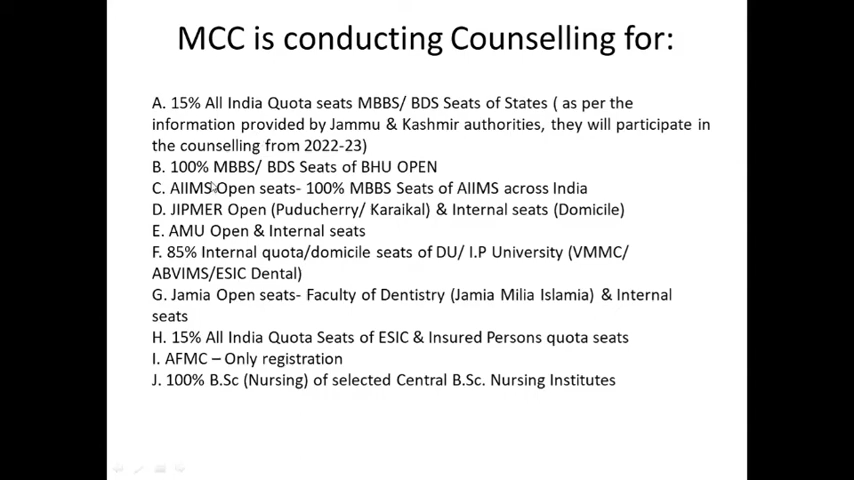 MCC is conducting Counselling for:
A. 15% All India Quota seats MBBS/ BDS Seats of States ( as per the
information provided by Jammu & Kashmir authorities, they will participate in
the counselling from 2022-23)
B. 100% MBBS/ BDS Seats of BHU OPEN
C. AIIMS Open seats- 100% MBBS Seats of AIIMS across India
D. JIPMER Open (Puducherry/ Karaikal) & Internal seats (Domicile)
E. AMU Open & Internal seats
F. 85% Internal quota/domicile seats of DU/ I.P University (VMMC/
ABVIMS/ESIC Dental)
G. Jamia Open seats- Faculty of Dentistry (Jamia Milia Islamia) & Internal
seats
H. 15% All India Quota Seats of ESIC & Insured Persons quota seats
I. AFMC – Only registration
J. 100% B.Sc (Nursing) of selected Central B.Sc. Nursing Institutes